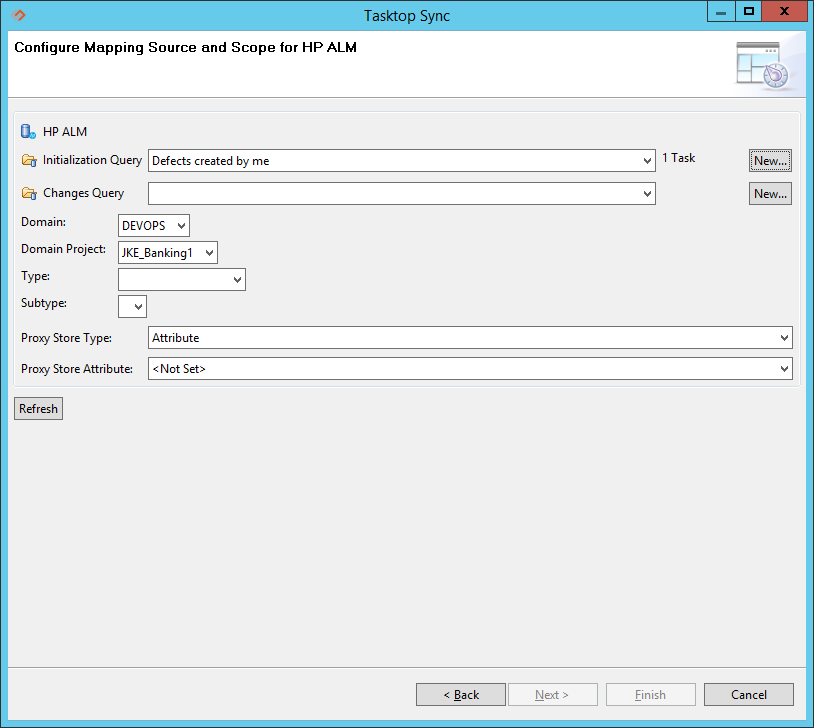 Tasktop Sync
X
Configure Mapping Source and Scope for HP ALM
HP ALM
Initialization Query Defects created by me 1 Task New...
Changes Query New...
Domain: DEVOPS
Domain Project: JKE_Banking1
Type:
Subtype:
Proxy Store Type: Attribute
Proxy Store Attribute: <Not Set>
Refresh
< Back Next > Finish Cancel